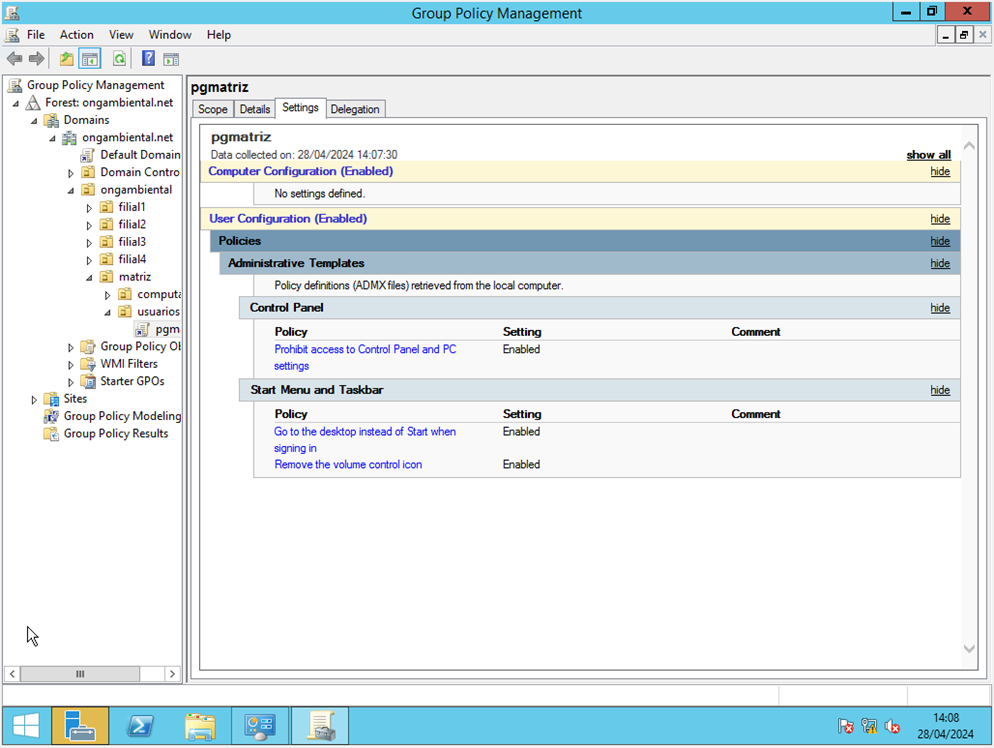 Group Policy Management
File Action View Window Help
Group Policy Management
Forest: ongambiental.net
Domains
ongambiental.net
Default Domain
Domain Contro
ongambiental
filial1
filial2
filial3
filial4
matriz
computa
usuarios
pgm
Group Policy Ob
WMI Filters
Starter GPOs
Sites
Group Policy Modeling
Group Policy Results
pgmatriz
Scope Details Settings Delegation
pgmatriz
Data collected on: 28/04/2024 14:07:30 show all
Computer Configuration (Enabled) hide
No settings defined.
User Configuration (Enabled) hide
Policies hide
Administrative Templates hide
Policy definitions (ADMX files) retrieved from the local computer.
Control Panel hide
Policy Setting Comment
Prohibit access to Control Panel and PC Enabled
settings
Start Menu and Taskbar hide
Policy Setting Comment
Go to the desktop instead of Start when Enabled
signing in
Remove the volume control icon Enabled
14:08
28/04/2024